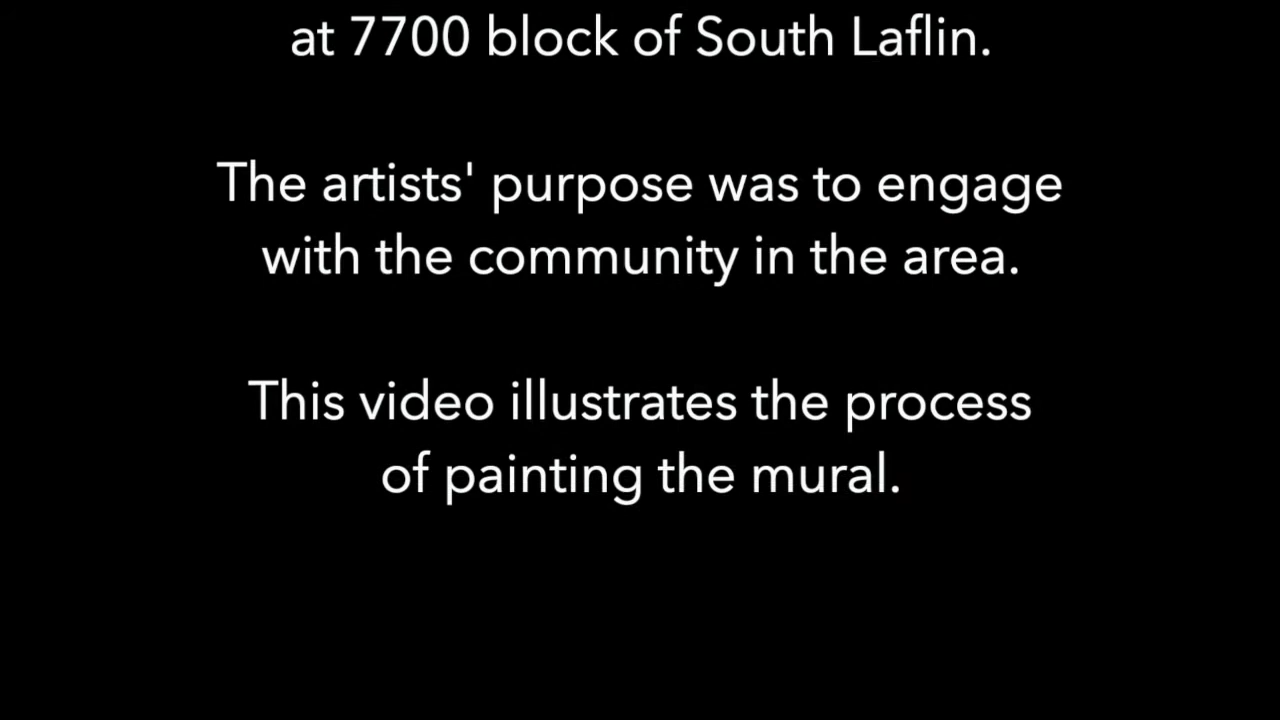 at 7700 block of South Laflin.
The artists' purpose was to engage
with the community in the area.
This video illustrates the process
of painting the mural.